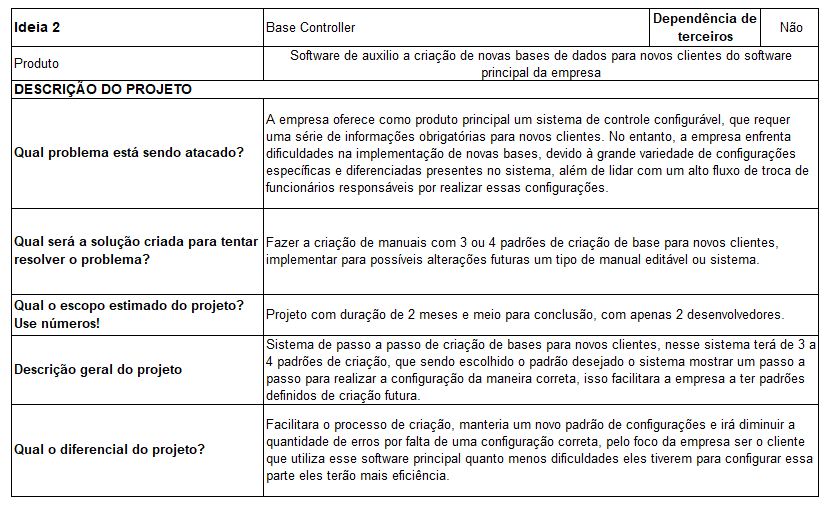 Ideia 2
Base Controller
Dependência de
terceiros
Não
Produto
Software de auxilio a criação de novas bases de dados para novos clientes do software
principal da empresa
DESCRIÇÃO DO PROJETO
Qual problema está sendo atacado?
A empresa oferece como produto principal um sistema de controle configurável, que requer
uma série de informações obrigatórias para novos clientes. No entanto, a empresa enfrenta
dificuldades na implementação de novas bases, devido à grande variedade de configurações
específicas e diferenciadas presentes no sistema, além de lidar com um alto fluxo de troca de
funcionários responsáveis por realizar essas configurações.
Qual será a solução criada para tentar
resolver o problema?
Fazer a criação de manuais com 3 ou 4 padrões de criação de base para novos clientes,
implementar para possíveis alterações futuras um tipo de manual editável ou sistema.
Qual o escopo estimado do projeto?
Use números!
Projeto com duração de 2 meses e meio para conclusão, com apenas 2 desenvolvedores.
Descrição geral do projeto
Sistema de passo a passo de criação de bases para novos clientes, nesse sistema terá de 3 a
4 padrões de criação, que sendo escolhido o padrão desejado o sistema mostrar um passo a
passo para realizar a configuração da maneira correta, isso facilitara a empresa a ter padrões
definidos de criação futura.
Qual o diferencial do projeto?
Facilitara o processo de criação, manteria um novo padrão de configurações e irá diminuir a
quantidade de erros por falta de uma configuração correta, pelo foco da empresa ser o cliente
que utiliza esse software principal quanto menos dificuldades eles tiverem para configurar essa
parte eles terão mais eficiência.